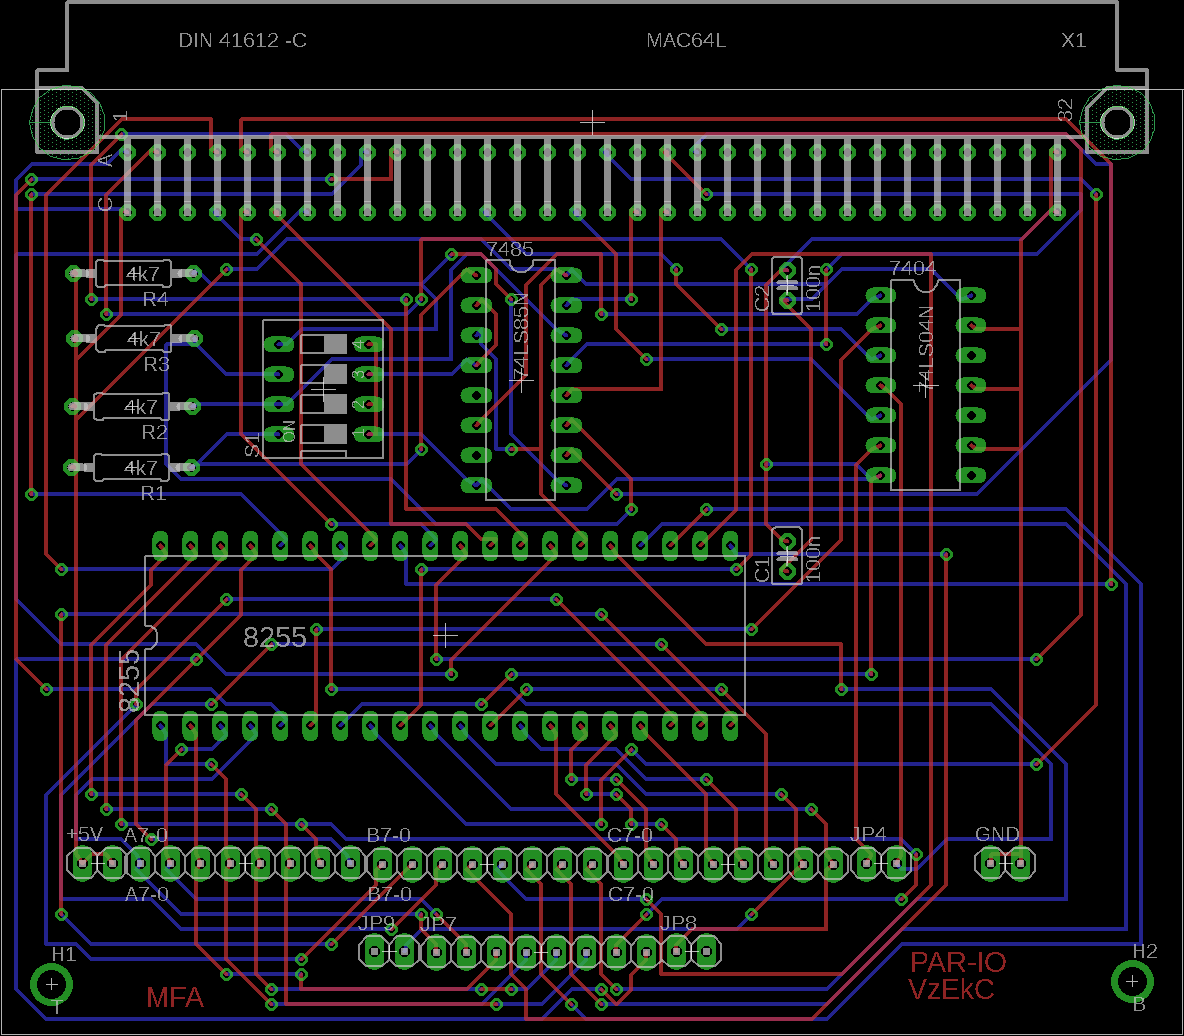 DIN 41612 -C MAC64L X1
1 32
A
C
7485
4k7
R4
C2
100n
7404
74LS85N
74LS04N
4k7
R3
4 3 2 1
4k7
R2
ON
S1
4k7
R1
C1
100n
8255
8255
+5V A7-0 B7-0 C7-0 JP4 GND
A7-0 B7-0 C7-0
JP9 JP7 JP8
H1 H2
MFA
PAR-IO
VzEkC
T B